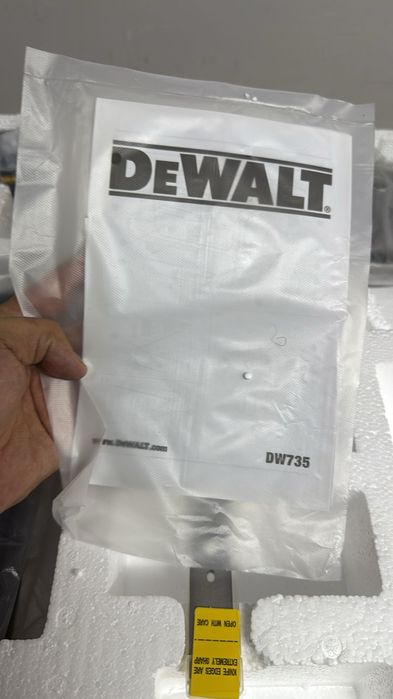 DEWALT®
www.DEWALT.com
DW735
OPEN WITH CARE
EXTREMELY SHARP
KNIFE EDGES ARE